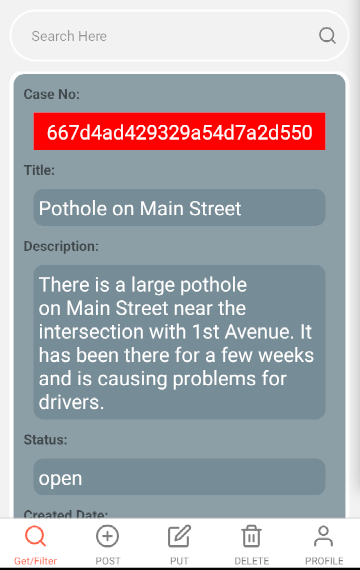 Search Here
Case No:
667d4ad429329a54d7a2d550
Title:
Pothole on Main Street
Description:
There is a large pothole
on Main Street near the
intersection with 1st Avenue. It
has been there for a few weeks
and is causing problems for
drivers.
Status:
open
Created Date:
Get/Filter
POST
PUT
DELETE
PROFILE